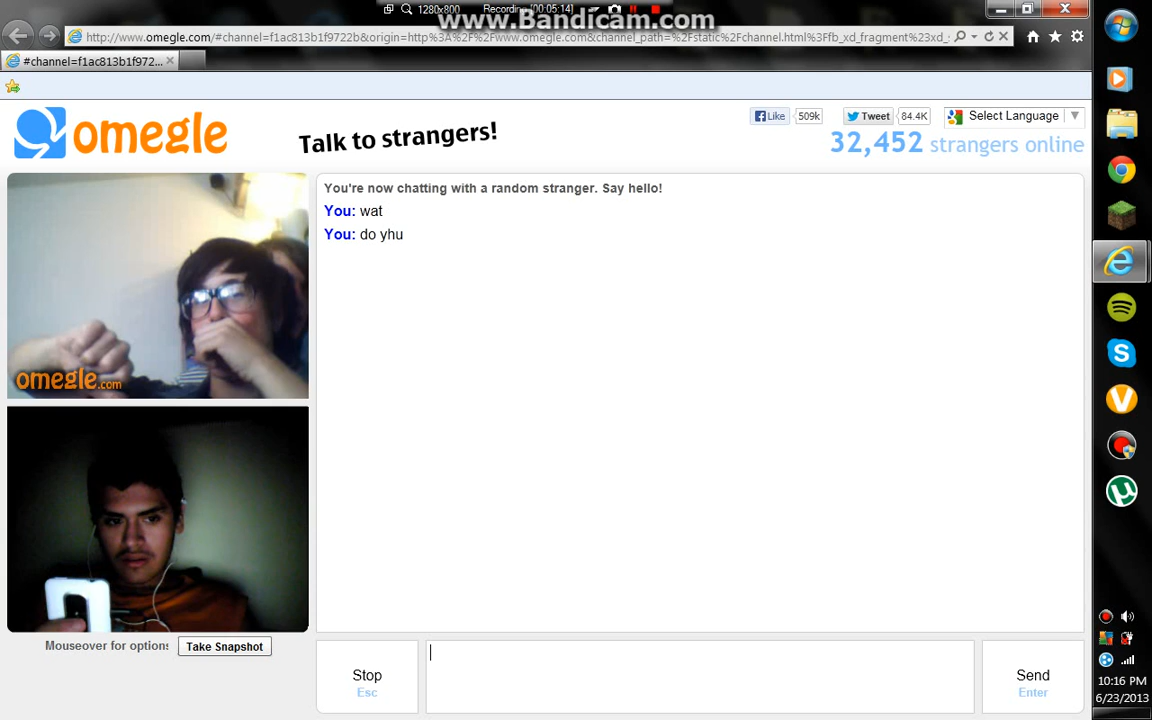 1280x800 Recording [00:05:14]
www.Bandicam.com
http://www.omegle.com/#channel=f1ac813b1f9722b&origin=http%3A%2F%2Fwww.omegle.com&channel_path=%2Fstatic%2Fchannel.html%3Ffb_xd_fragment%23xd_
#channel=f1ac813b1f972...
omegle
Talk to strangers!
Like 509k Tweet 84.4K Select Language
32,452 strangers online
You're now chatting with a random stranger. Say hello!
You: wat
You: do yhu
omegle.com
Mouseover for options Take Snapshot
Stop
Esc
Send
Enter
10:16 PM
6/23/2013